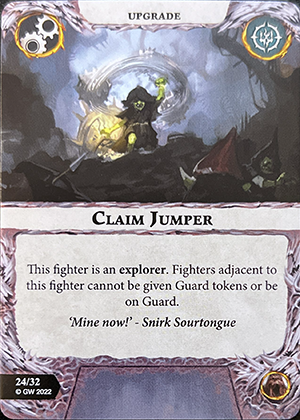 UPGRADE
CLAIM JUMPER
This fighter is an explorer. Fighters adjacent to
this fighter cannot be given Guard tokens or be
on Guard.
'Mine now!' - Snirk Sourtongue
24/32
© GW 2022